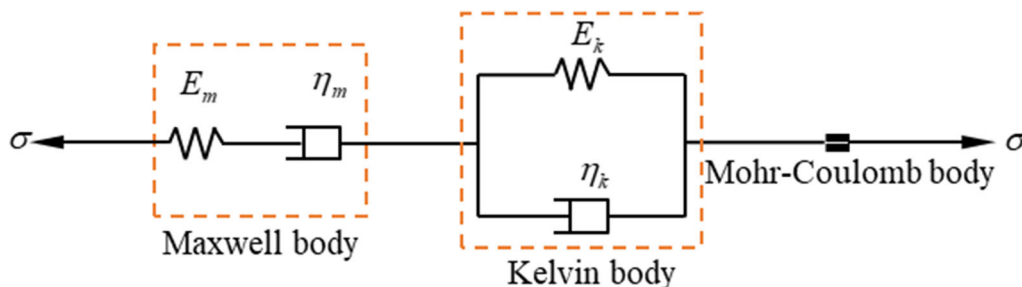 E_k
E_m
η_m
σ
σ
Mohr-Coulomb body
η_k
Maxwell body
Kelvin body